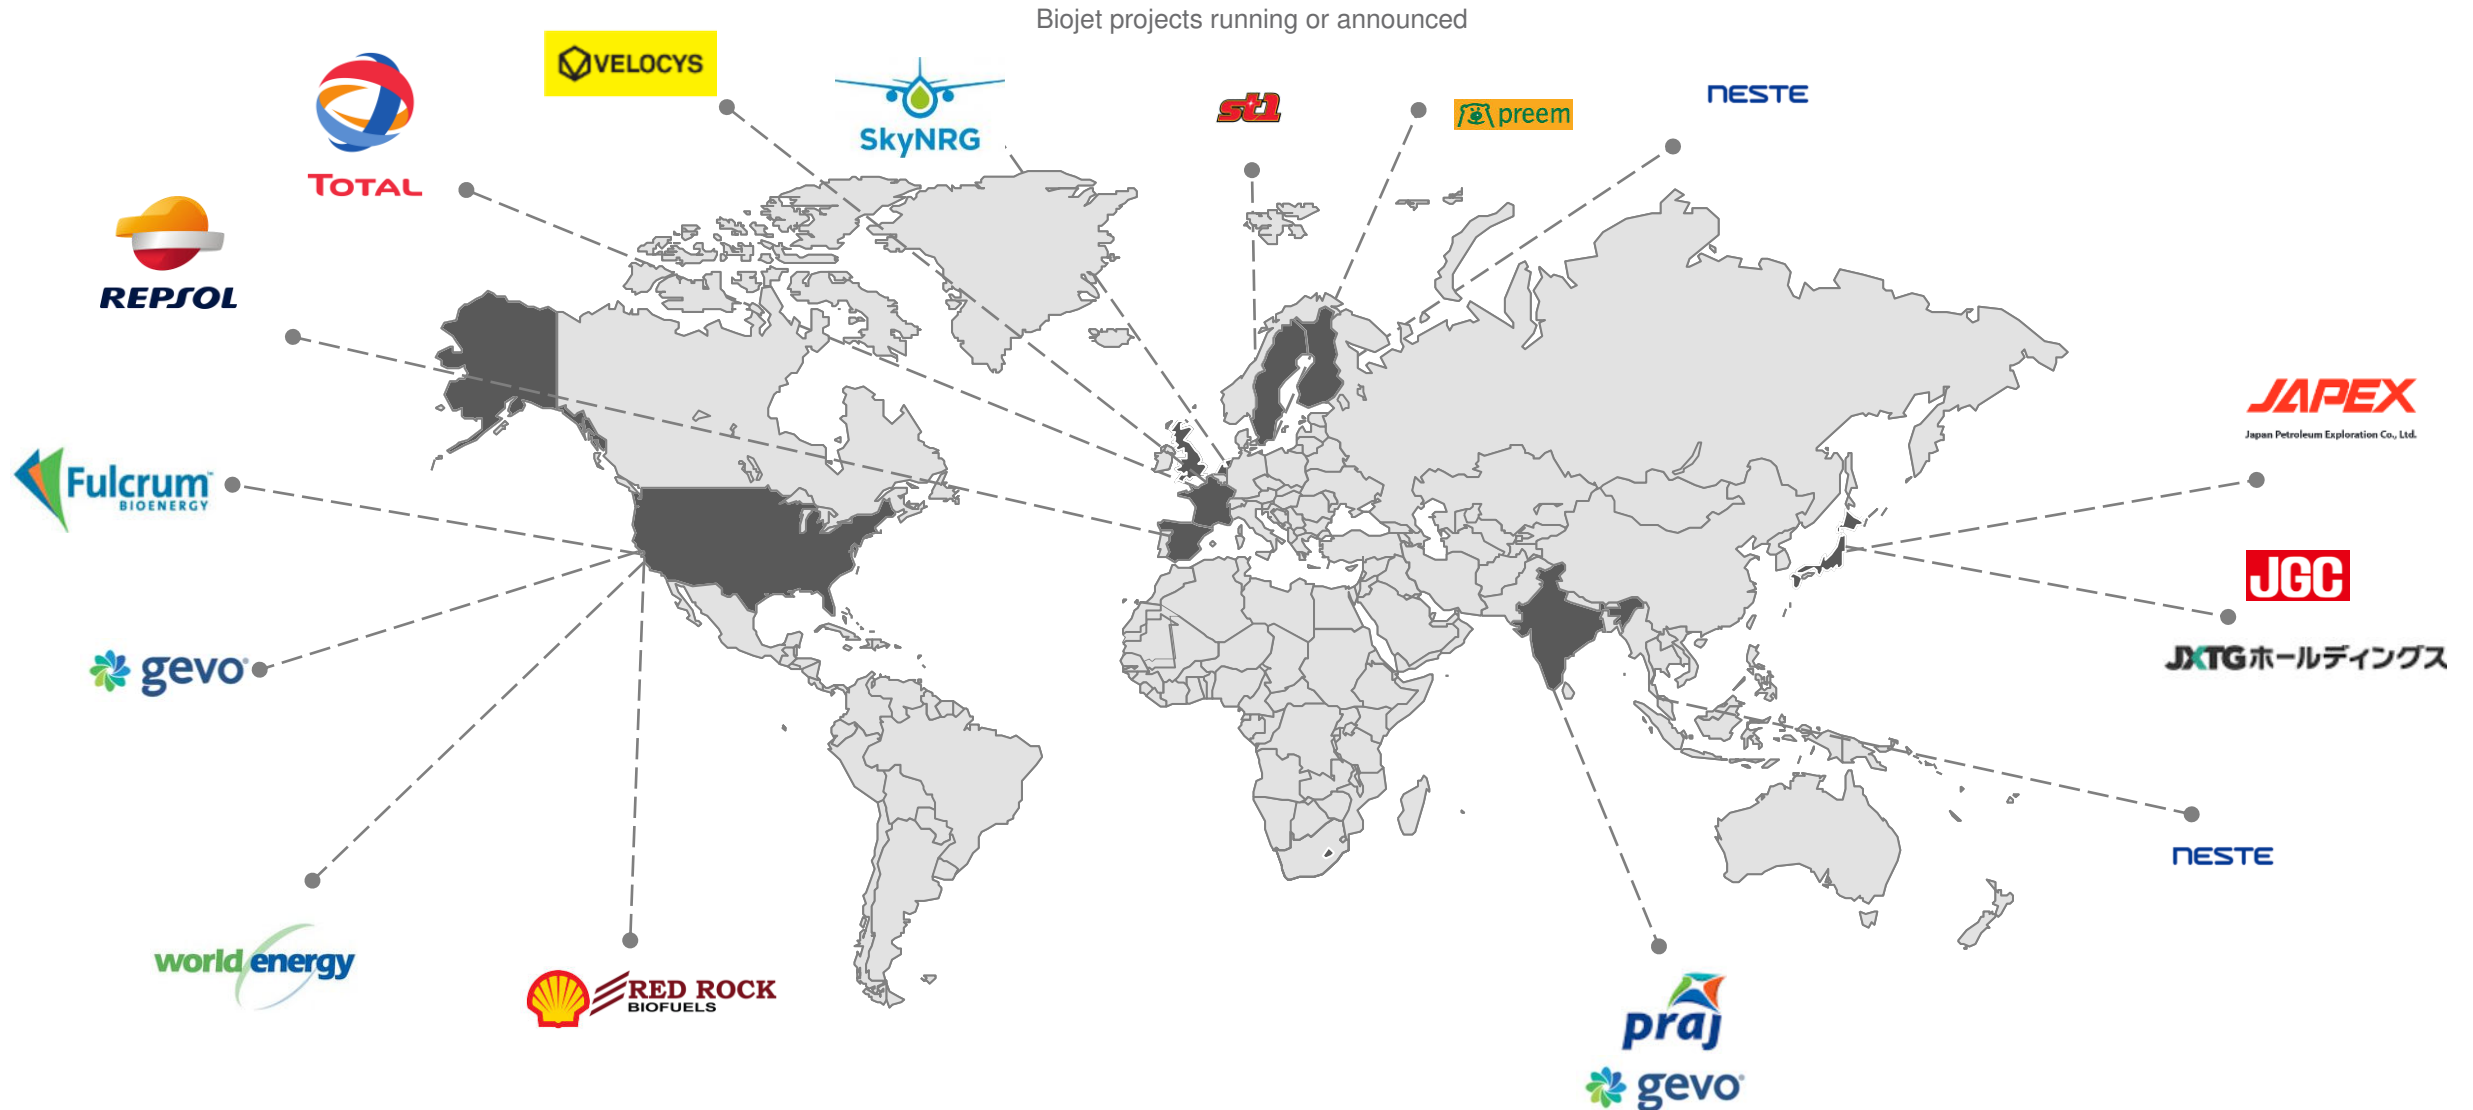 Biojet projects running or announced
VELOCYS
SkyNRG
st1
preem
NESTE
TOTAL
REPSOL
JAPEX
Japan Petroleum Exploration Co., Ltd.
Fulcrum™
BIOENERGY
JGC
gevo®
JXTGホールディングス
NESTE
world energy
RED ROCK
BIOFUELS
praj
gevo®